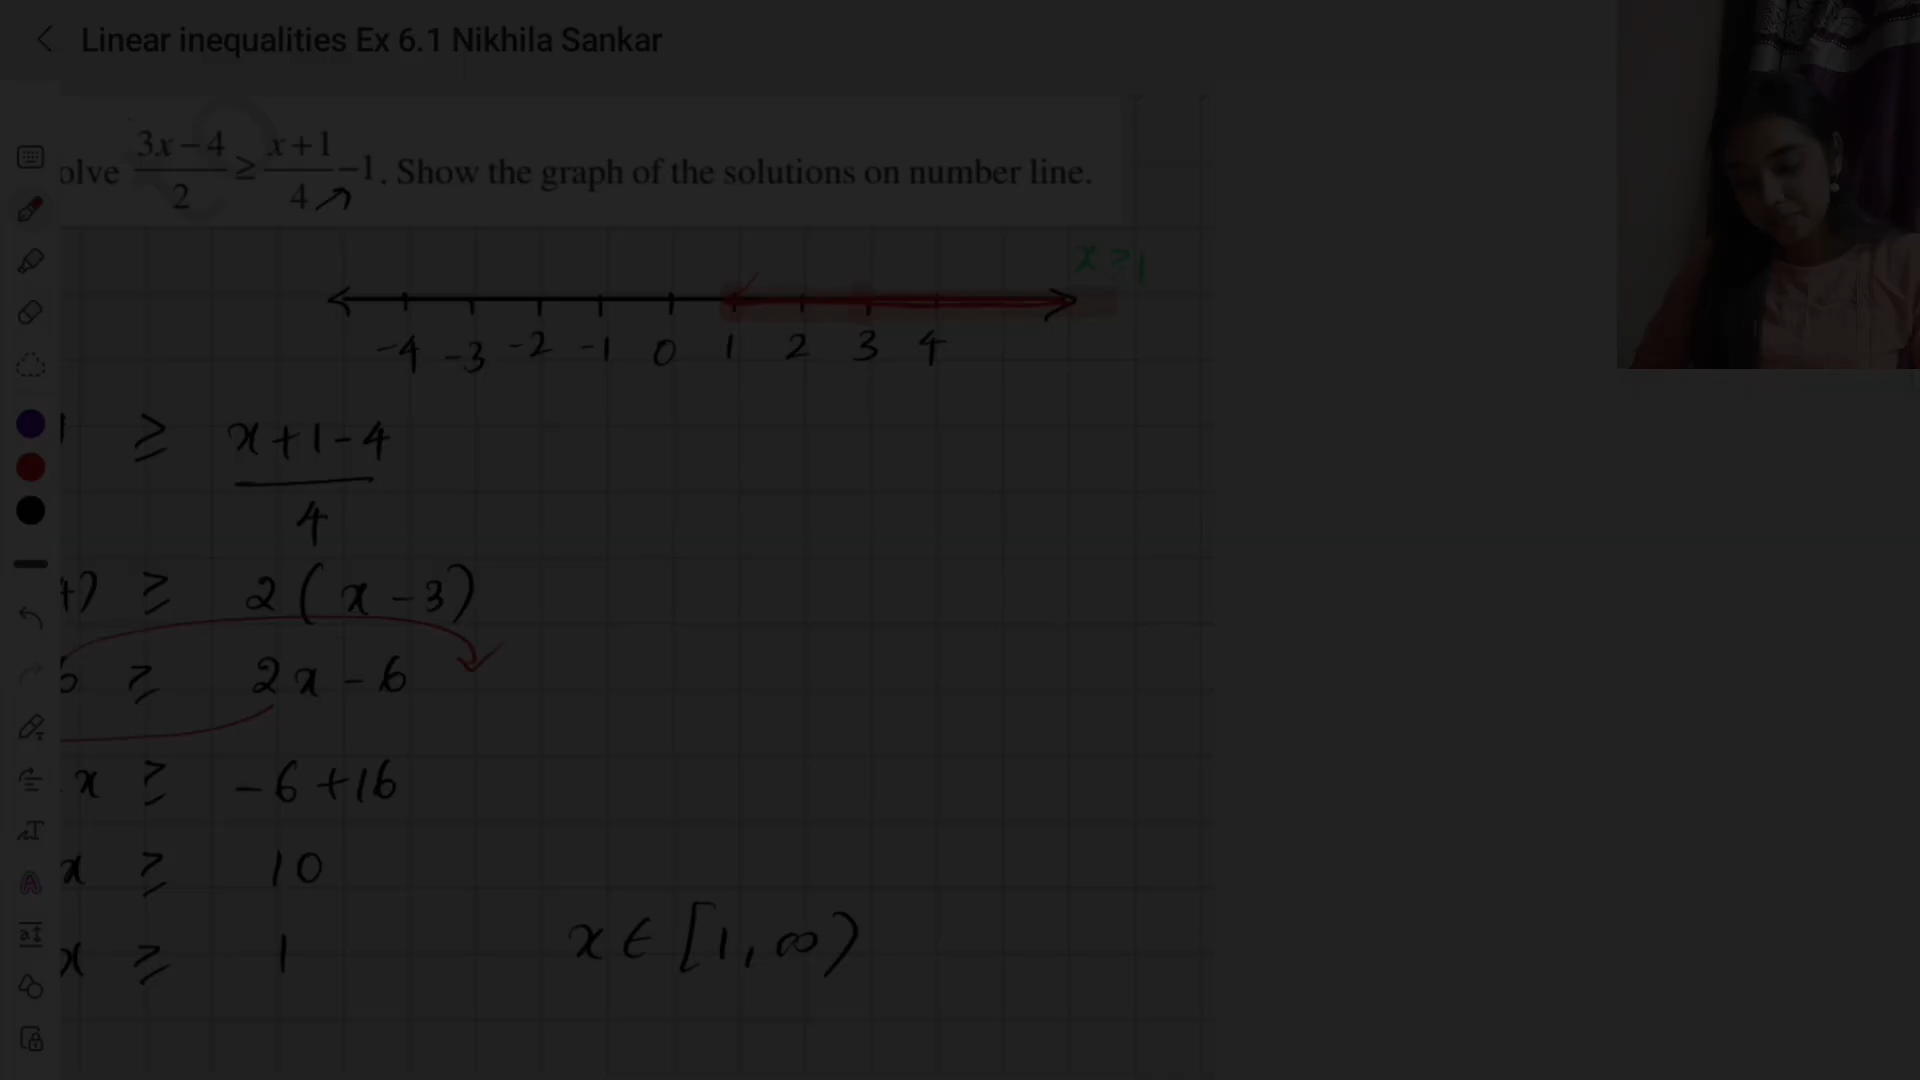 Linear inequalities Ex 6.1 Nikhila Sankar
olve (3x – 4)/2 ≥ (x+1)/4 – 1. Show the graph of the solutions on number line.
x ≥ 1
-4 -3 -2 -1 0 1 2 3 4
≥ x+1-4
4
≥ 2(x-3)
≥ 2x-6
x ≥ -6+16
x ≥ 10
x ≥ 1 x ∈ [1, ∞)